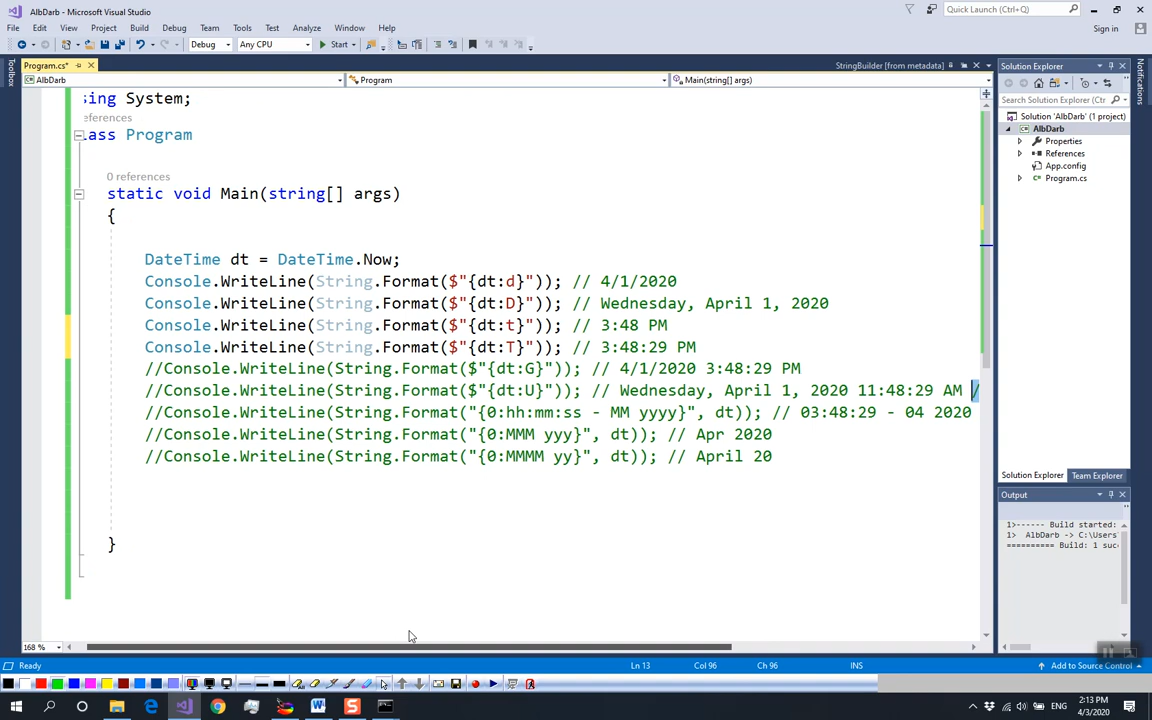 AlbDarb - Microsoft Visual Studio
Quick Launch (Ctrl+Q)
File Edit View Project Build Debug Team Tools Test Analyze Window Help
Sign in
Debug Any CPU Start
Toolbox
Program.cs*
StringBuilder [from metadata]
AlbDarb Program Main(string[] args)
sing System;
references
lass Program
0 references
static void Main(string[] args)
{
DateTime dt = DateTime.Now;
Console.WriteLine(String.Format($"{dt:d}")); // 4/1/2020
Console.WriteLine(String.Format($"{dt:D}")); // Wednesday, April 1, 2020
Console.WriteLine(String.Format($"{dt:t}")); // 3:48 PM
Console.WriteLine(String.Format($"{dt:T}")); // 3:48:29 PM
//Console.WriteLine(String.Format($"{dt:G}")); // 4/1/2020 3:48:29 PM
//Console.WriteLine(String.Format($"{dt:U}")); // Wednesday, April 1, 2020 11:48:29 AM /
//Console.WriteLine(String.Format("{0:hh:mm:ss - MM yyyy}", dt)); // 03:48:29 - 04 2020
//Console.WriteLine(String.Format("{0:MMM yyy}", dt)); // Apr 2020
//Console.WriteLine(String.Format("{0:MMMM yy}", dt)); // April 20
}
168 %
Solution Explorer
Search Solution Explorer (Ctr
Solution 'AlbDarb' (1 project)
AlbDarb
Properties
References
App.config
Program.cs
Solution Explorer Team Explorer
Output
1>------ Build started:
1> AlbDarb -> C:\Users
========== Build: 1 suc
Notifications
Ready Ln 13 Col 96 Ch 96 INS Add to Source Control
ENG
2:13 PM
4/3/2020